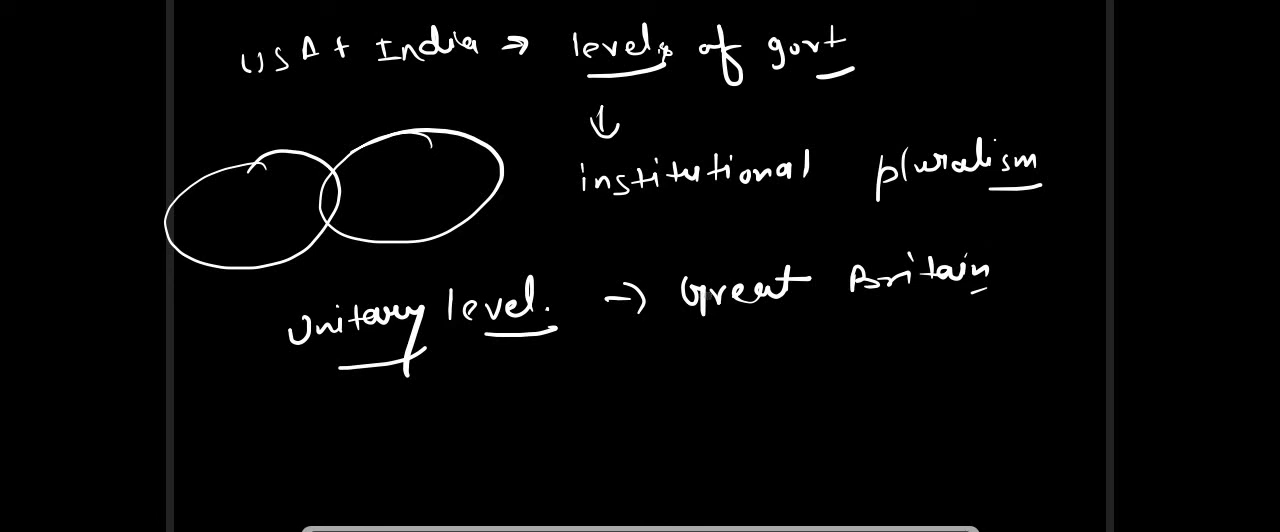 USA + India → levels of govt
↓
institutional pluralism
Unitary level. → Great Britain